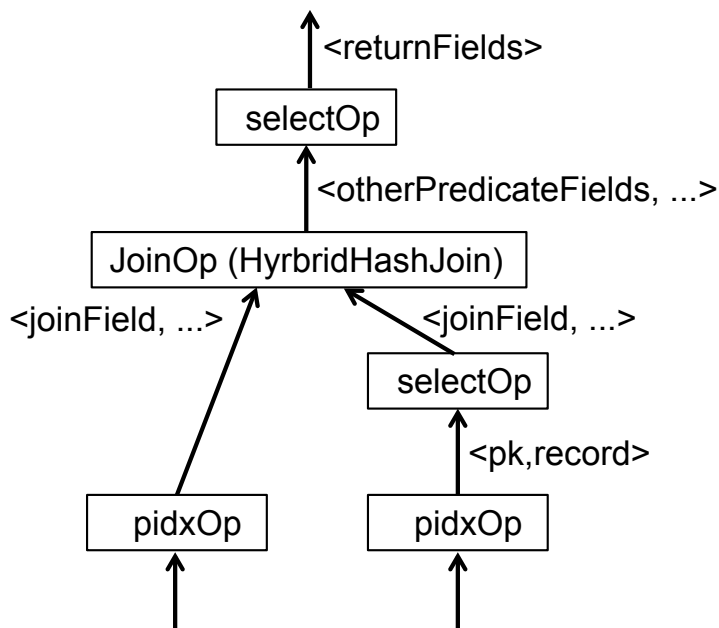 <returnFields>
selectOp
<otherPredicateFields, ...>
JoinOp (HyrbridHashJoin)
<joinField, ...>
<joinField, ...>
selectOp
<pk,record>
pidxOp
pidxOp